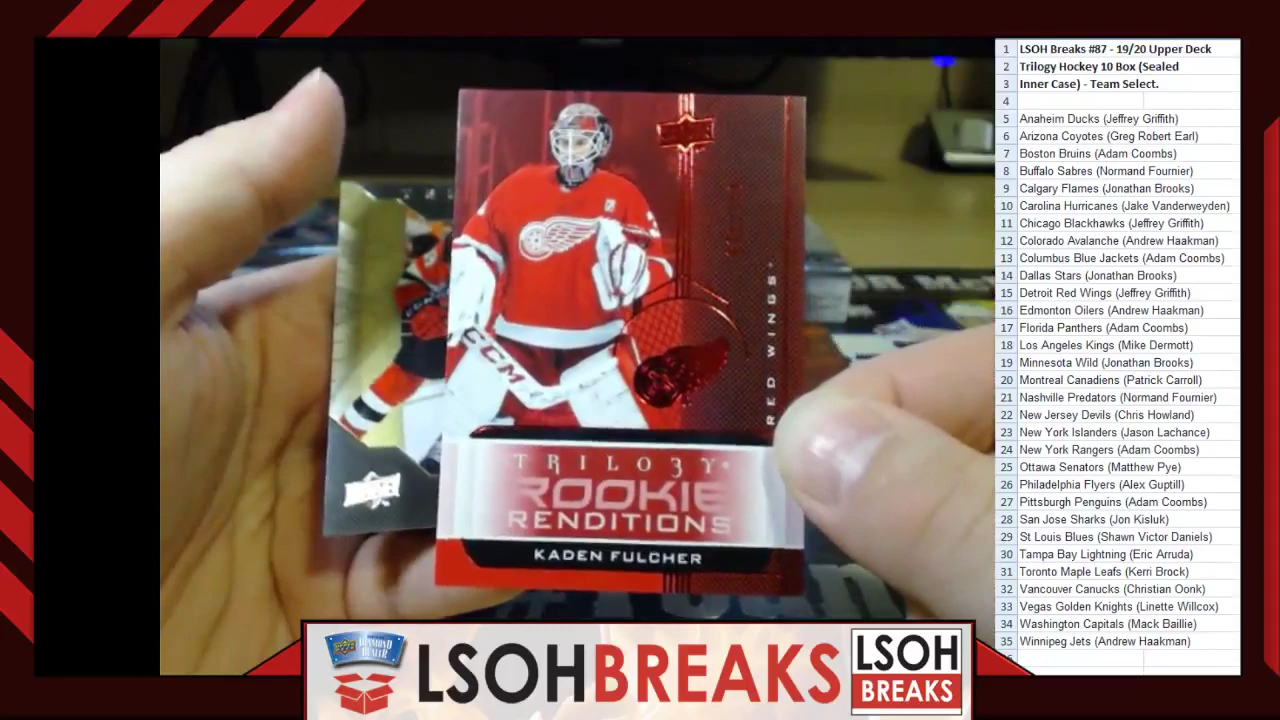 RED WINGS
TRILO3Y
ROOKIE
RENDITIONS
KADEN FULCHER
CCM
1 LSOH Breaks #87 - 19/20 Upper Deck
2 Trilogy Hockey 10 Box (Sealed
3 Inner Case) - Team Select.
4
5 Anaheim Ducks (Jeffrey Griffith)
6 Arizona Coyotes (Greg Robert Earl)
7 Boston Bruins (Adam Coombs)
8 Buffalo Sabres (Normand Fournier)
9 Calgary Flames (Jonathan Brooks)
10 Carolina Hurricanes (Jake Vanderweyden)
11 Chicago Blackhawks (Jeffrey Griffith)
12 Colorado Avalanche (Andrew Haakman)
13 Columbus Blue Jackets (Adam Coombs)
14 Dallas Stars (Jonathan Brooks)
15 Detroit Red Wings (Jeffrey Griffith)
16 Edmonton Oilers (Andrew Haakman)
17 Florida Panthers (Adam Coombs)
18 Los Angeles Kings (Mike Dermott)
19 Minnesota Wild (Jonathan Brooks)
20 Montreal Canadiens (Patrick Carroll)
21 Nashville Predators (Normand Fournier)
22 New Jersey Devils (Chris Howland)
23 New York Islanders (Jason Lachance)
24 New York Rangers (Adam Coombs)
25 Ottawa Senators (Matthew Pye)
26 Philadelphia Flyers (Alex Guptill)
27 Pittsburgh Penguins (Adam Coombs)
28 San Jose Sharks (Jon Kisluk)
29 St Louis Blues (Shawn Victor Daniels)
30 Tampa Bay Lightning (Eric Arruda)
31 Toronto Maple Leafs (Kerri Brock)
32 Vancouver Canucks (Christian Oonk)
33 Vegas Golden Knights (Linette Willcox)
34 Washington Capitals (Mack Baillie)
35 Winnipeg Jets (Andrew Haakman)
DIAMOND
DEALER
LSOHBREAKS
LSOH
BREAKS